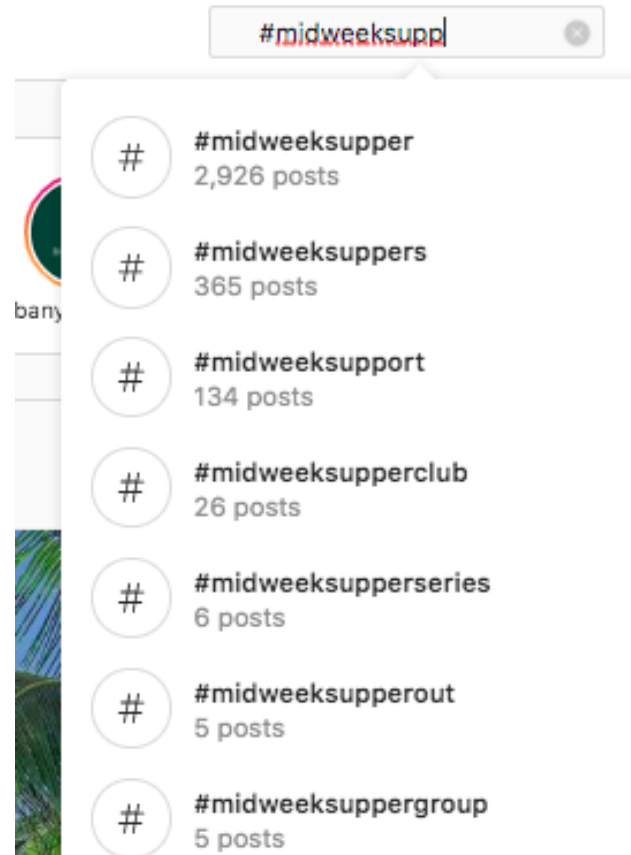 #midweeksupp
#
#midweeksupper
2,926 posts
#
#midweeksuppers
365 posts
bany
#
#midweeksupport
134 posts
#
#midweeksupperclub
26 posts
#
#midweeksupperseries
6 posts
#
#midweeksupperout
5 posts
#
#midweeksuppergroup
5 posts